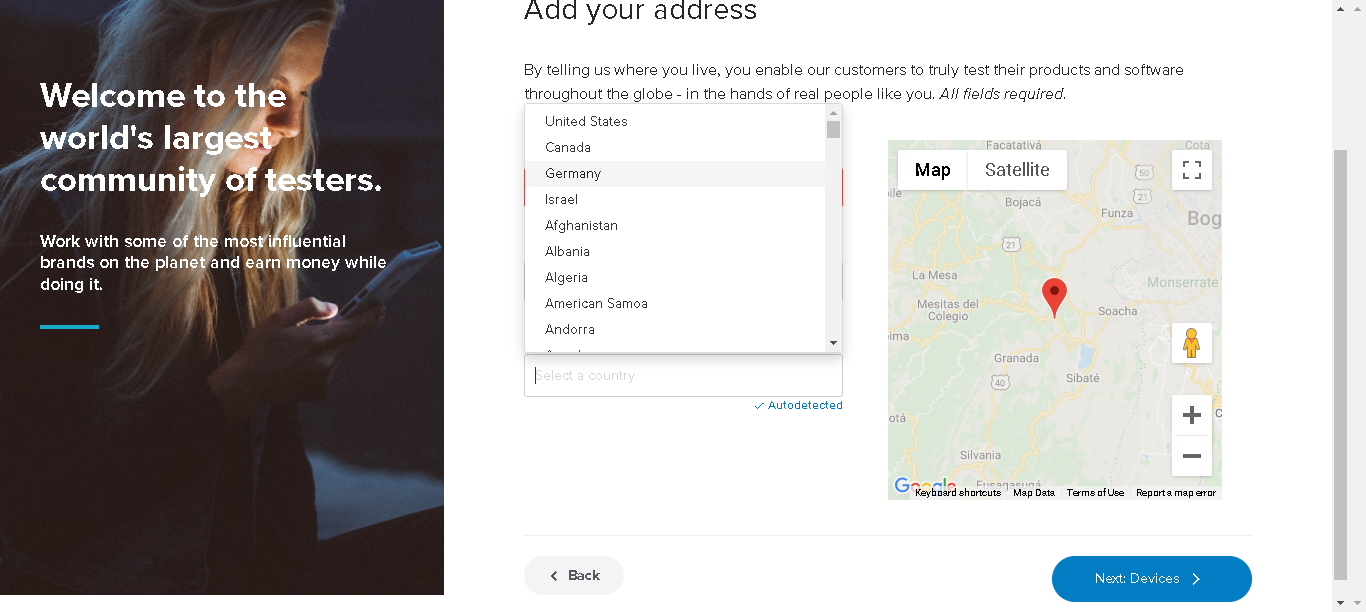 Add your address
By telling us where you live, you enable our customers to truly test their products and software
throughout the globe - in the hands of real people like you. All fields required.
Welcome to the
world's largest
community of testers.
Work with some of the most influential
brands on the planet and earn money while
doing it.
United States
Canada
Germany
Israel
Afghanistan
Albania
Algeria
American Samoa
Andorra
Select a country
Autodetected
Map
Satellite
Facatativá
Cota
50
21
Bojacá
Funza
Bog
21
La Mesa
Mesitas del
Colegio
Monserrate
Soacha
Granada
Sibaté
40
Silvania
Fusagasugá
Google
Keyboard shortcuts
Map Data
Terms of Use
Report a map error
Back
Next: Devices